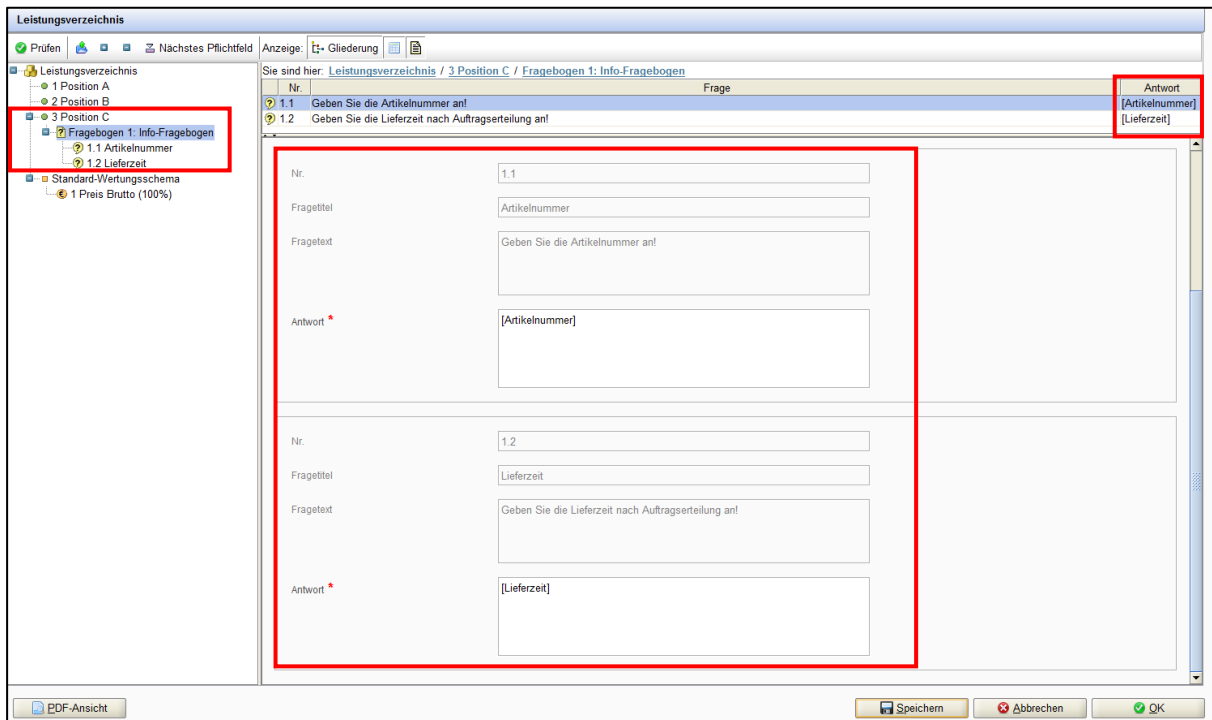 Leistungsverzeichnis
Prüfen Nächstes Pflichtfeld Anzeige: Gliederung
Leistungsverzeichnis
1 Position A
2 Position B
3 Position C
Fragebogen 1: Info-Fragebogen
1.1 Artikelnummer
1.2 Lieferzeit
Standard-Wertungsschema
1 Preis Brutto (100%)
Sie sind hier: Leistungsverzeichnis / 3 Position C / Fragebogen 1: Info-Fragebogen
Nr. Frage Antwort
1.1 Geben Sie die Artikelnummer an! [Artikelnummer]
1.2 Geben Sie die Lieferzeit nach Auftragserteilung an! [Lieferzeit]
Nr. 1.1
Fragetitel Artikelnummer
Fragetext Geben Sie die Artikelnummer an!
Antwort * [Artikelnummer]
Nr. 1.2
Fragetitel Lieferzeit
Fragetext Geben Sie die Lieferzeit nach Auftragserteilung an!
Antwort * [Lieferzeit]
PDF-Ansicht Speichern Abbrechen OK